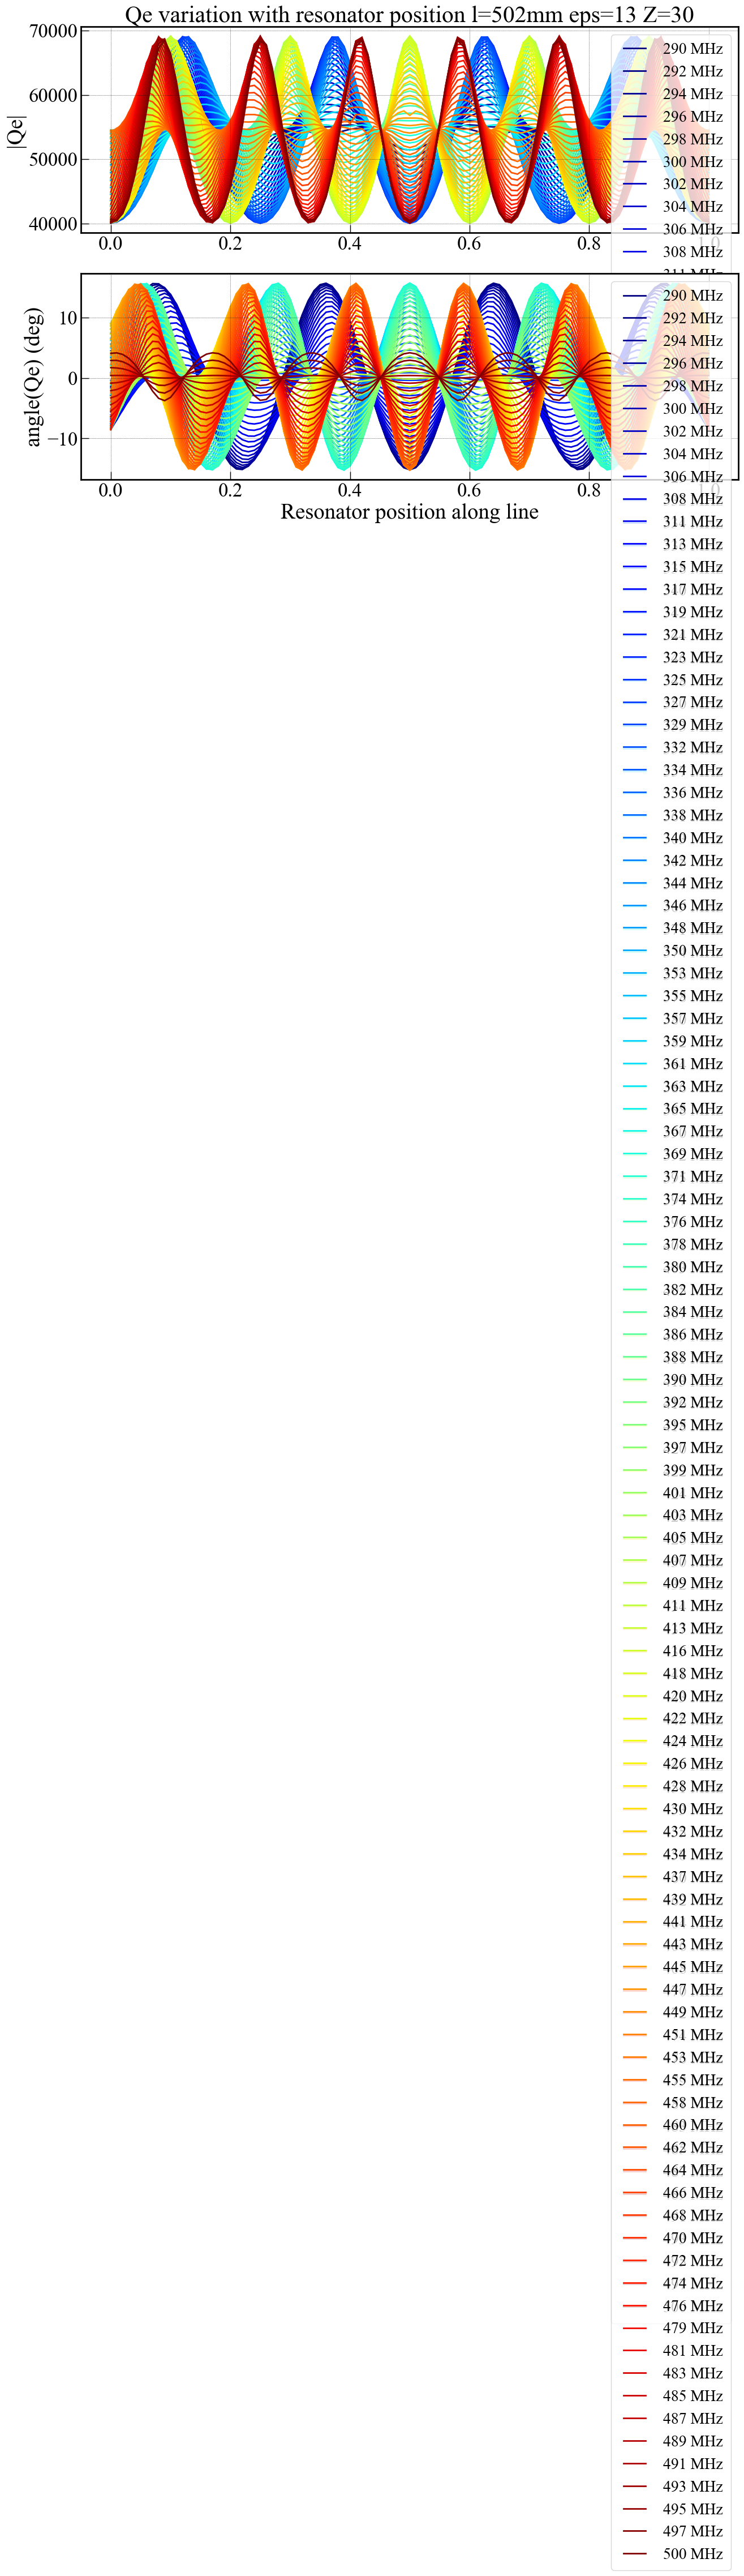 Qe variation with resonator position l=502mm eps=13 Z=30
|Qe|
70000
60000
50000
40000
0.0 0.2 0.4 0.6 0.8 1.0
290 MHz
292 MHz
294 MHz
296 MHz
298 MHz
300 MHz
302 MHz
304 MHz
306 MHz
308 MHz
311 MHz
angle(Qe) (deg)
10
0
−10
0.0 0.2 0.4 0.6 0.8 1.0
Resonator position along line
290 MHz
292 MHz
294 MHz
296 MHz
298 MHz
300 MHz
302 MHz
304 MHz
306 MHz
308 MHz
311 MHz
313 MHz
315 MHz
317 MHz
319 MHz
321 MHz
323 MHz
325 MHz
327 MHz
329 MHz
332 MHz
334 MHz
336 MHz
338 MHz
340 MHz
342 MHz
344 MHz
346 MHz
348 MHz
350 MHz
353 MHz
355 MHz
357 MHz
359 MHz
361 MHz
363 MHz
365 MHz
367 MHz
369 MHz
371 MHz
374 MHz
376 MHz
378 MHz
380 MHz
382 MHz
384 MHz
386 MHz
388 MHz
390 MHz
392 MHz
395 MHz
397 MHz
399 MHz
401 MHz
403 MHz
405 MHz
407 MHz
409 MHz
411 MHz
413 MHz
416 MHz
418 MHz
420 MHz
422 MHz
424 MHz
426 MHz
428 MHz
430 MHz
432 MHz
434 MHz
437 MHz
439 MHz
441 MHz
443 MHz
445 MHz
447 MHz
449 MHz
451 MHz
453 MHz
455 MHz
458 MHz
460 MHz
462 MHz
464 MHz
466 MHz
468 MHz
470 MHz
472 MHz
474 MHz
476 MHz
479 MHz
481 MHz
483 MHz
485 MHz
487 MHz
489 MHz
491 MHz
493 MHz
495 MHz
497 MHz
500 MHz